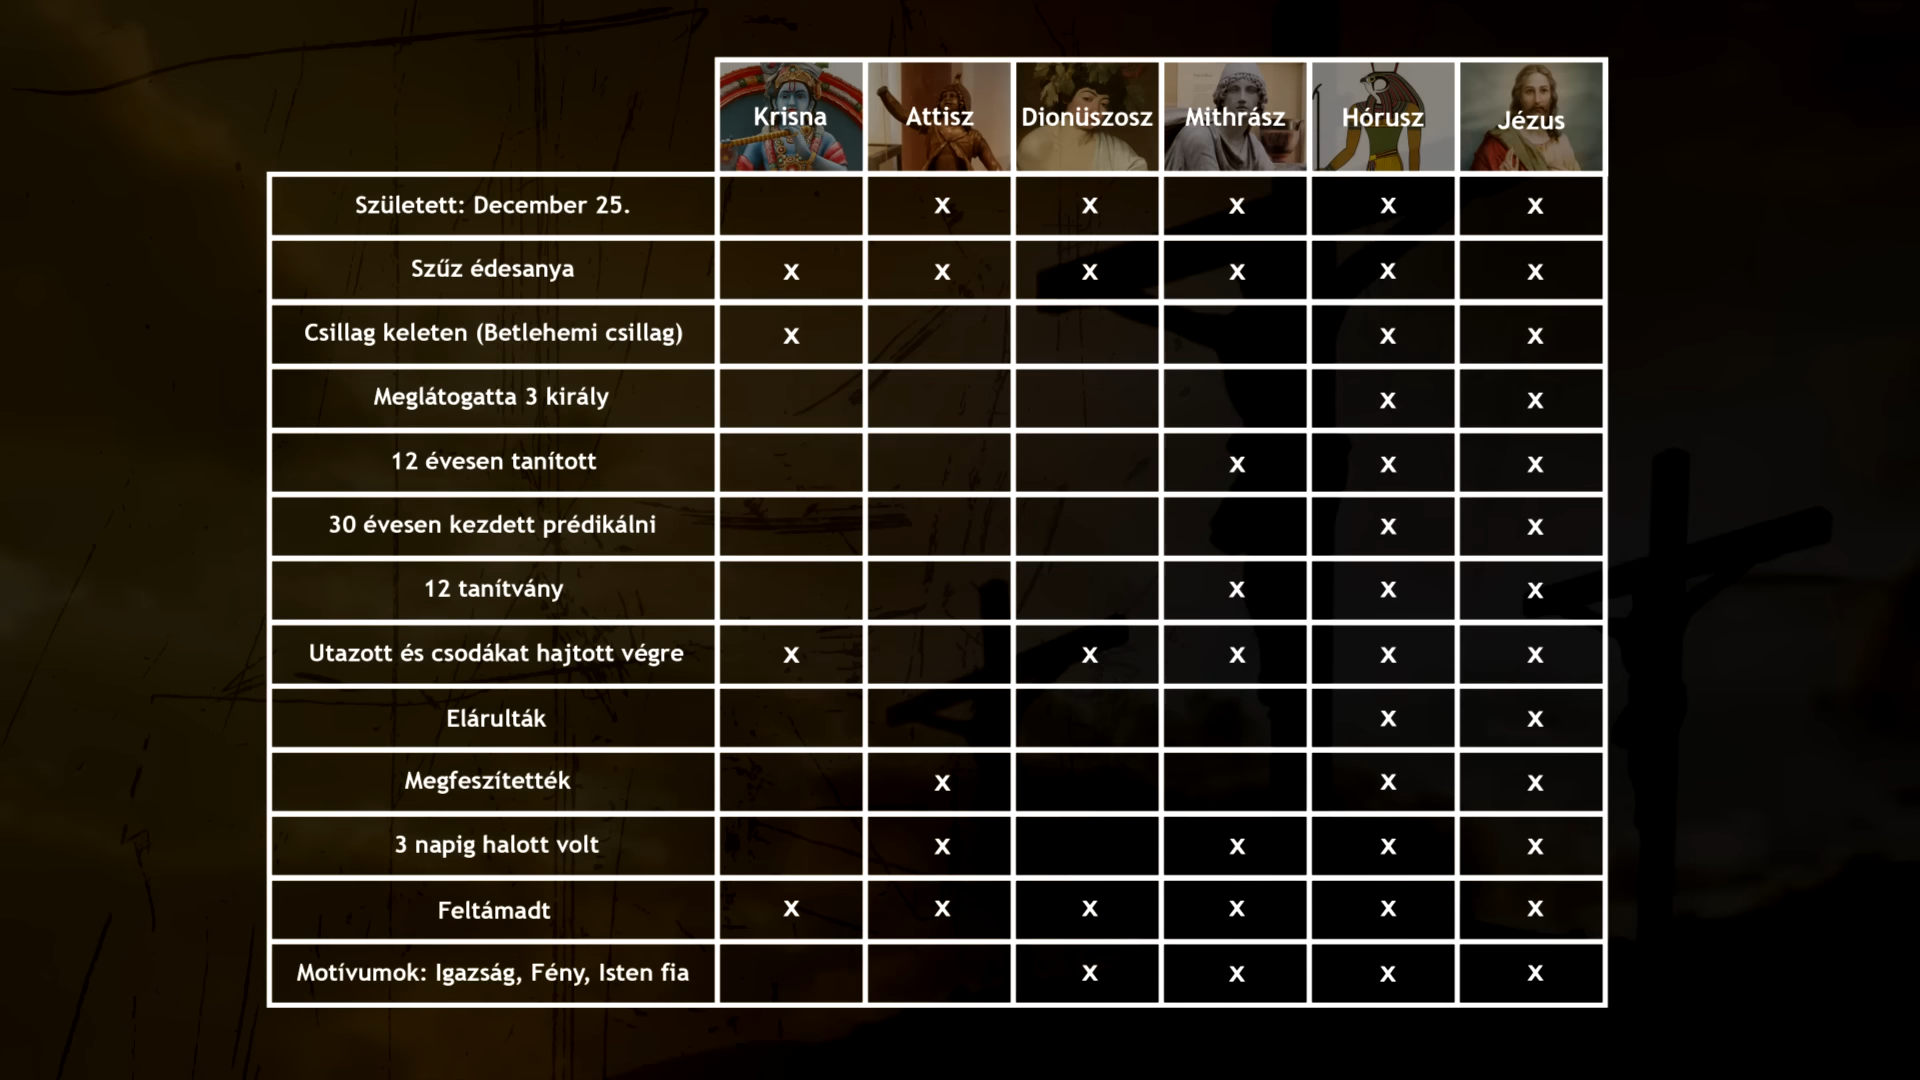 Krisna Attisz Dionüszosz Mithrász Hórusz Jézus
Született: December 25. x x x x x
Szűz édesanya x x x x x x
Csillag keleten (Betlehemi csillag) x x x
Meglátogatta 3 király x x
12 évesen tanított x x x
30 évesen kezdett prédikálni x x
12 tanítvány x x x
Utazott és csodákat hajtott végre x x x x x
Elárulták x x
Megfeszítették x x x
3 napig halott volt x x x x
Feltámadt x x x x x x
Motívumok: Igazság, Fény, Isten fia x x x x